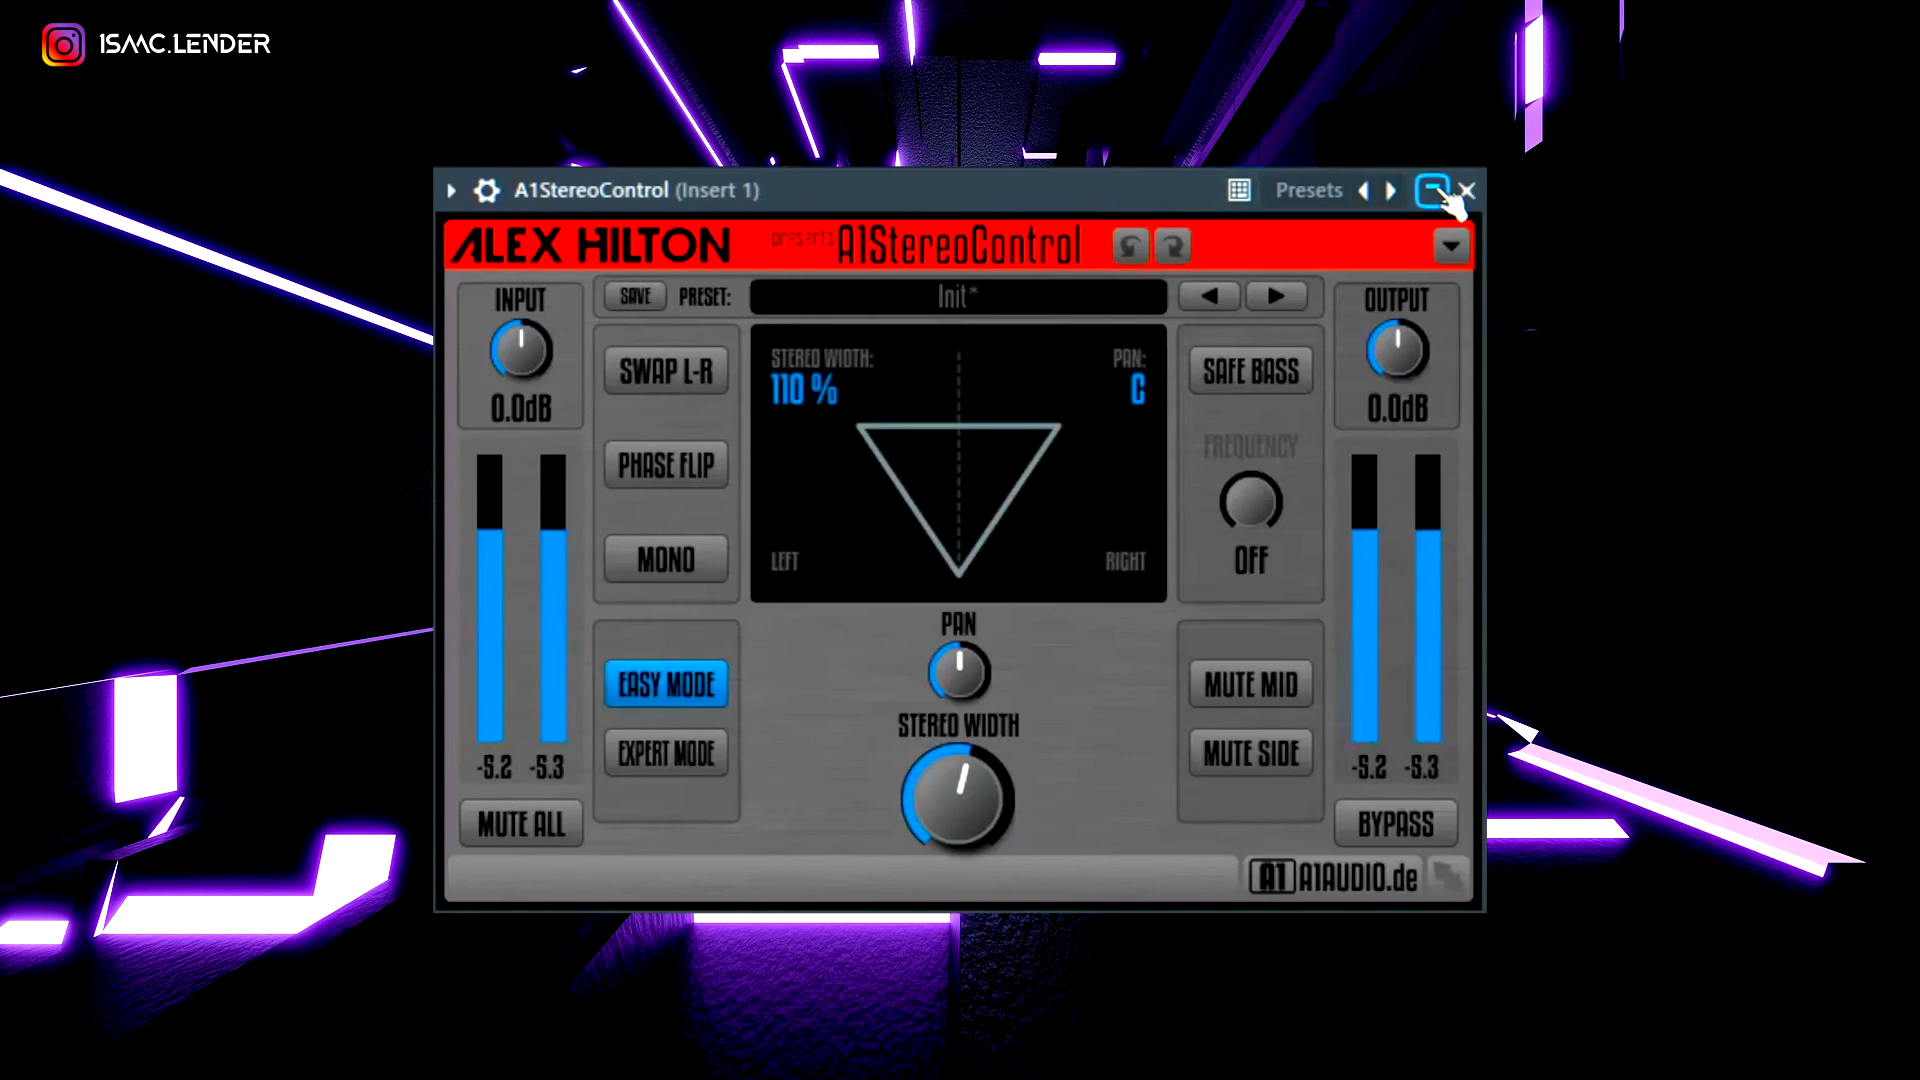 1SMC.LENDER
A1StereoControl (Insert 1)
Presets
ALEX HILTON
presents A1StereoControl
INPUT
SAVE PRESET:
Init*
OUTPUT
0.0dB
SWAP L-R
STEREO WIDTH:
110 %
PAN:
C
SAFE BASS
0.0dB
PHASE FLIP
FREQUENCY
MONO
LEFT
RIGHT
OFF
PAN
EASY MODE
MUTE MID
STEREO WIDTH
EXPERT MODE
MUTE SIDE
-5.2 -5.3
-5.2 -5.3
MUTE ALL
BYPASS
A1 A1AUDIO.de